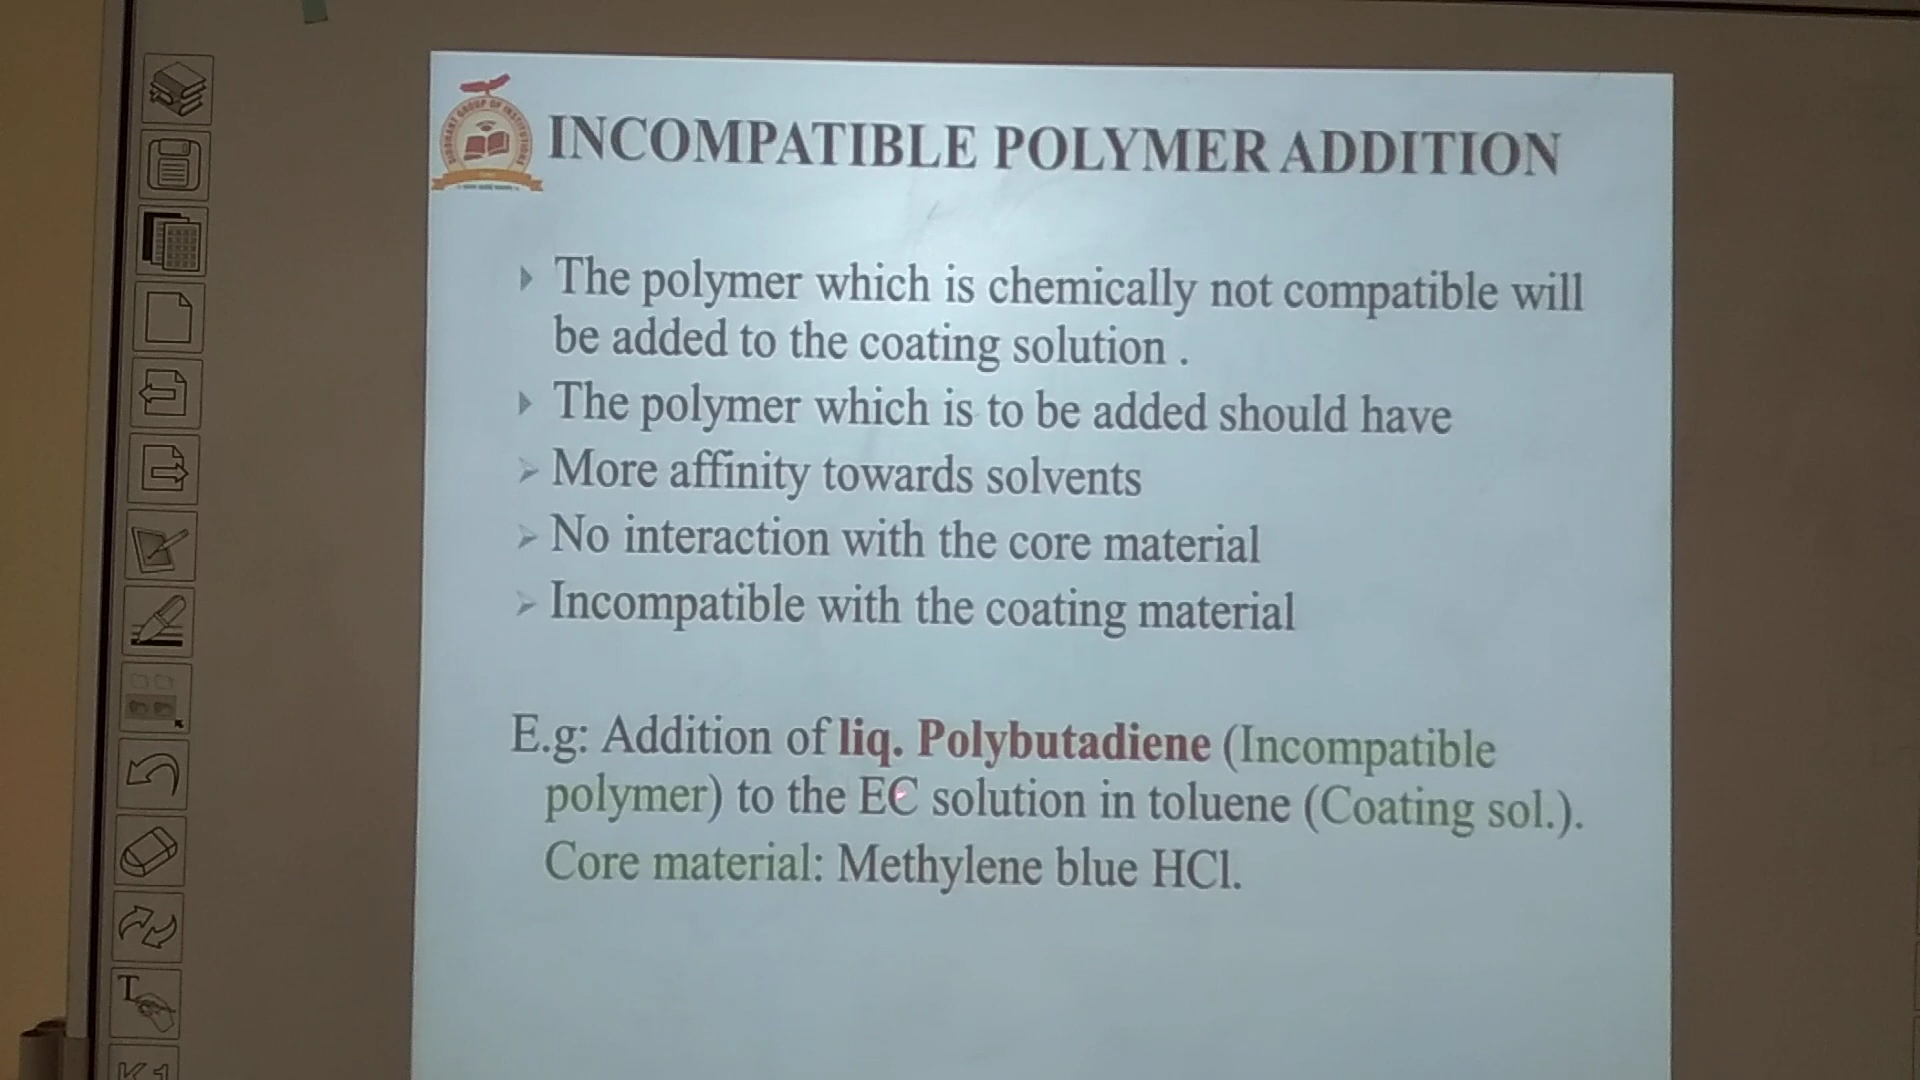 INCOMPATIBLE POLYMER ADDITION
The polymer which is chemically not compatible will
be added to the coating solution .
The polymer which is to be added should have
More affinity towards solvents
No interaction with the core material
Incompatible with the coating material
E.g: Addition of liq. Polybutadiene (Incompatible
polymer) to the EC solution in toluene (Coating sol.).
Core material: Methylene blue HCl.
T